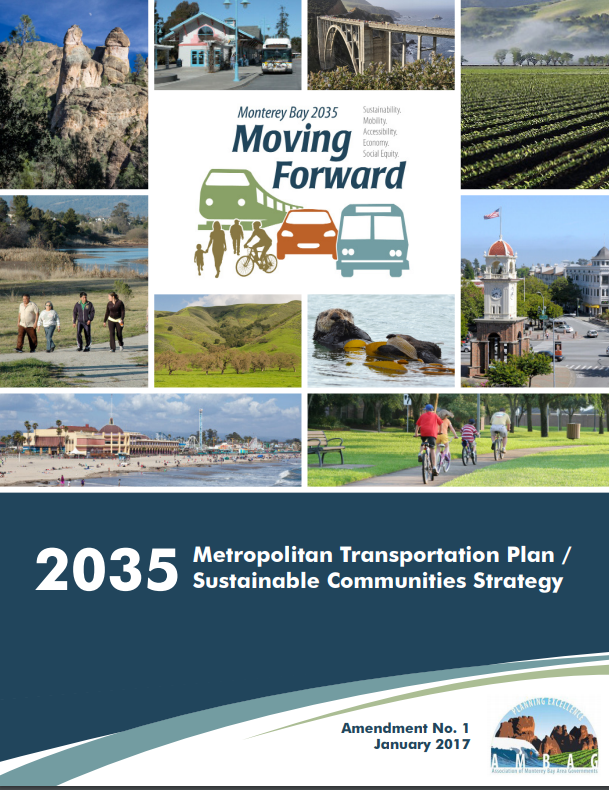 Monterey Bay 2035
Moving
Forward
Sustainability.
Mobility.
Accessibility.
Economy.
Social Equity.
2035 Metropolitan Transportation Plan /
Sustainable Communities Strategy
Amendment No. 1
January 2017
PLANNING EXCELLENCE
AMBAG
Association of Monterey Bay Area Governments